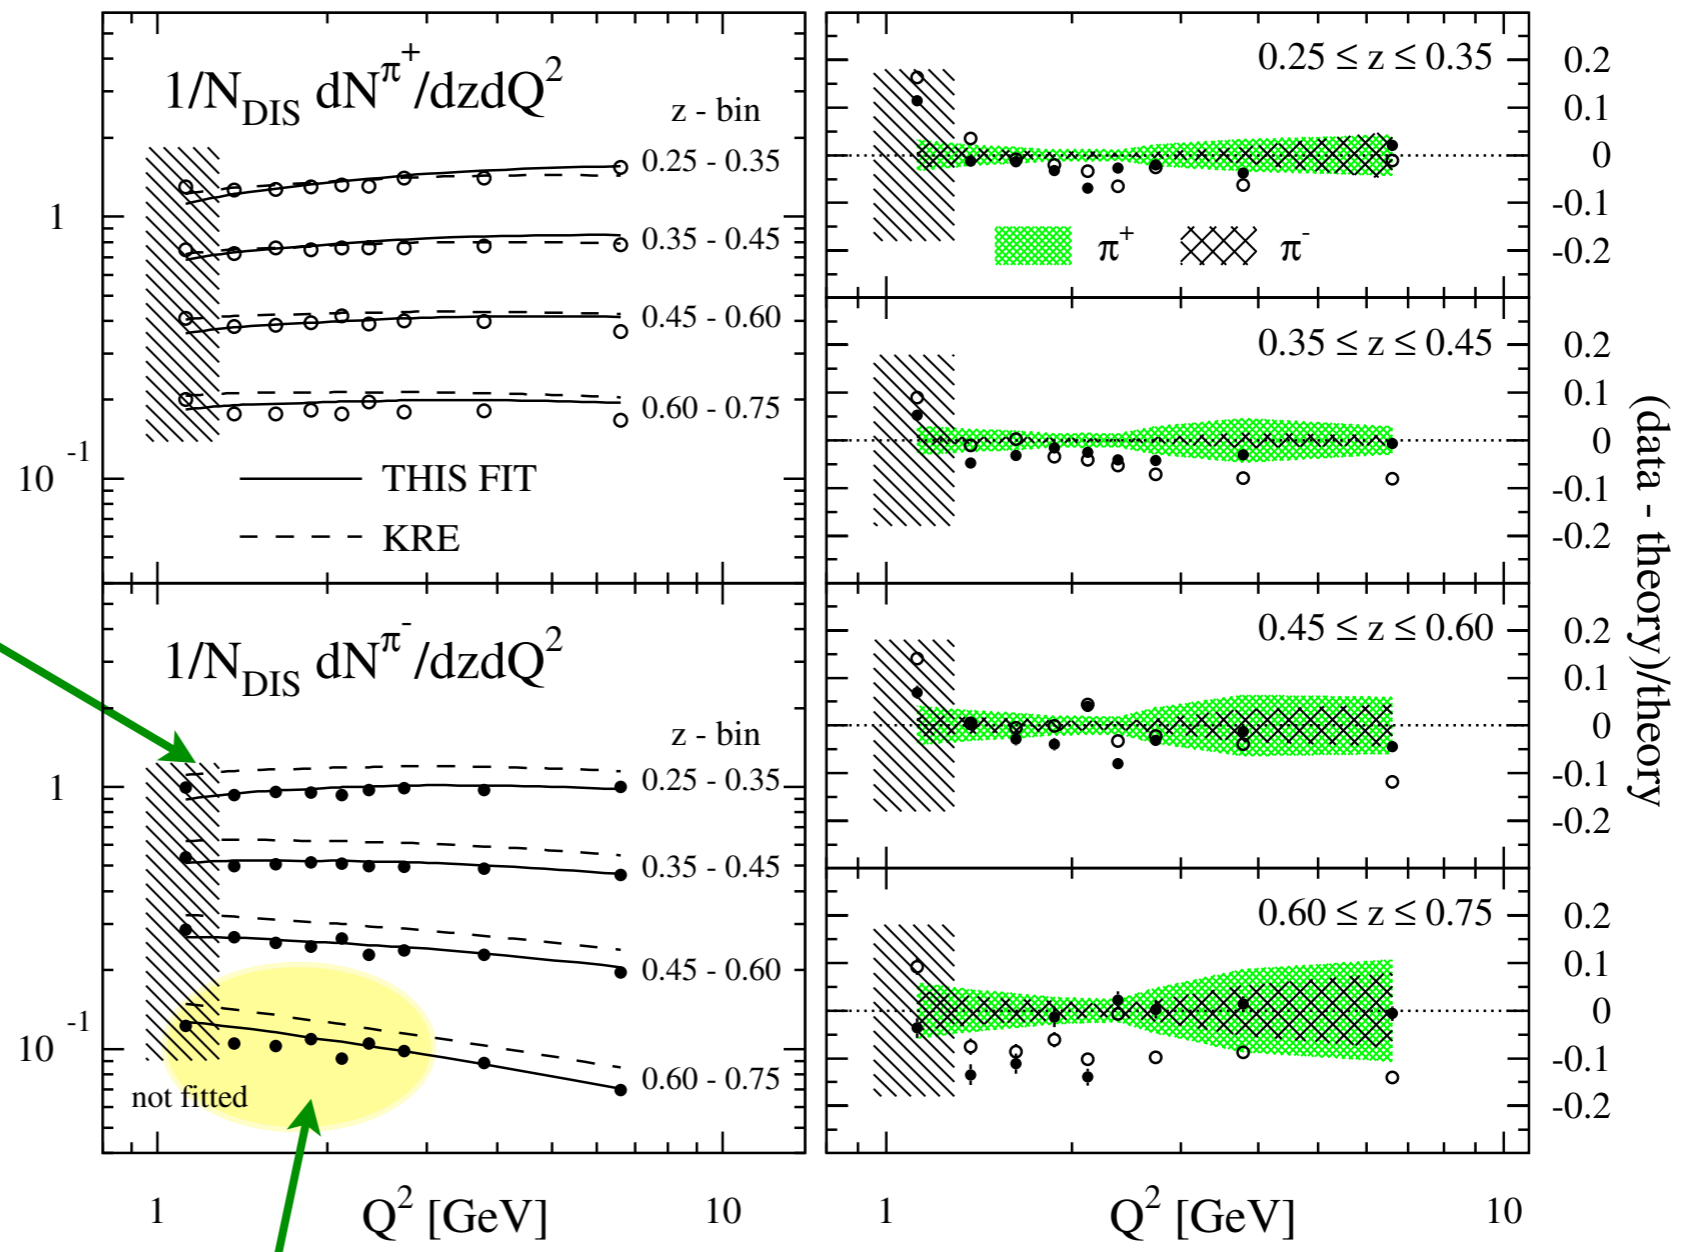 1/N_DIS dN^π+/dzdQ^2
z - bin
0.25 - 0.35
0.35 - 0.45
0.45 - 0.60
0.60 - 0.75
THIS FIT
KRE
1
10^-1
1/N_DIS dN^π-/dzdQ^2
z - bin
0.25 - 0.35
0.35 - 0.45
0.45 - 0.60
0.60 - 0.75
not fitted
1
10^-1
1
10
Q^2 [GeV]
0.25 ≤ z ≤ 0.35
π+
π-
0.2
0.1
0
-0.1
-0.2
0.35 ≤ z ≤ 0.45
0.2
0.1
0
-0.1
-0.2
0.45 ≤ z ≤ 0.60
0.2
0.1
0
-0.1
-0.2
0.60 ≤ z ≤ 0.75
0.2
0.1
0
-0.1
-0.2
1
10
Q^2 [GeV]
(data - theory)/theory